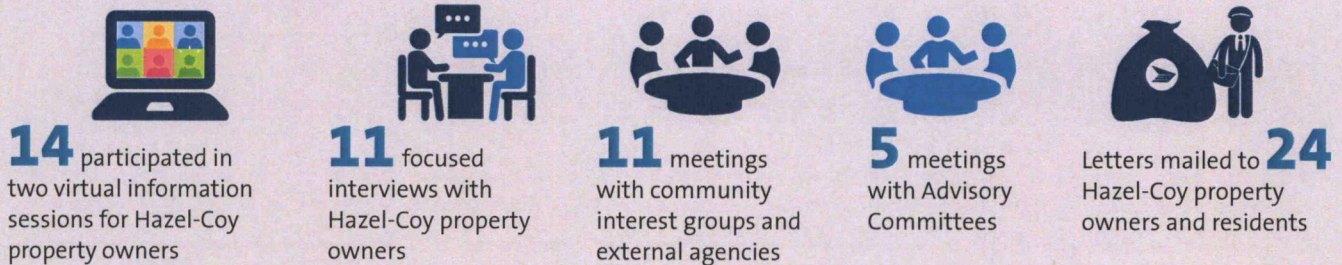 14 participated in
two virtual information
sessions for Hazel-Coy
property owners
11 focused
interviews with
Hazel-Coy property
owners
11 meetings
with community
interest groups and
external agencies
5 meetings
with Advisory
Committees
Letters mailed to 24
Hazel-Coy property
owners and residents